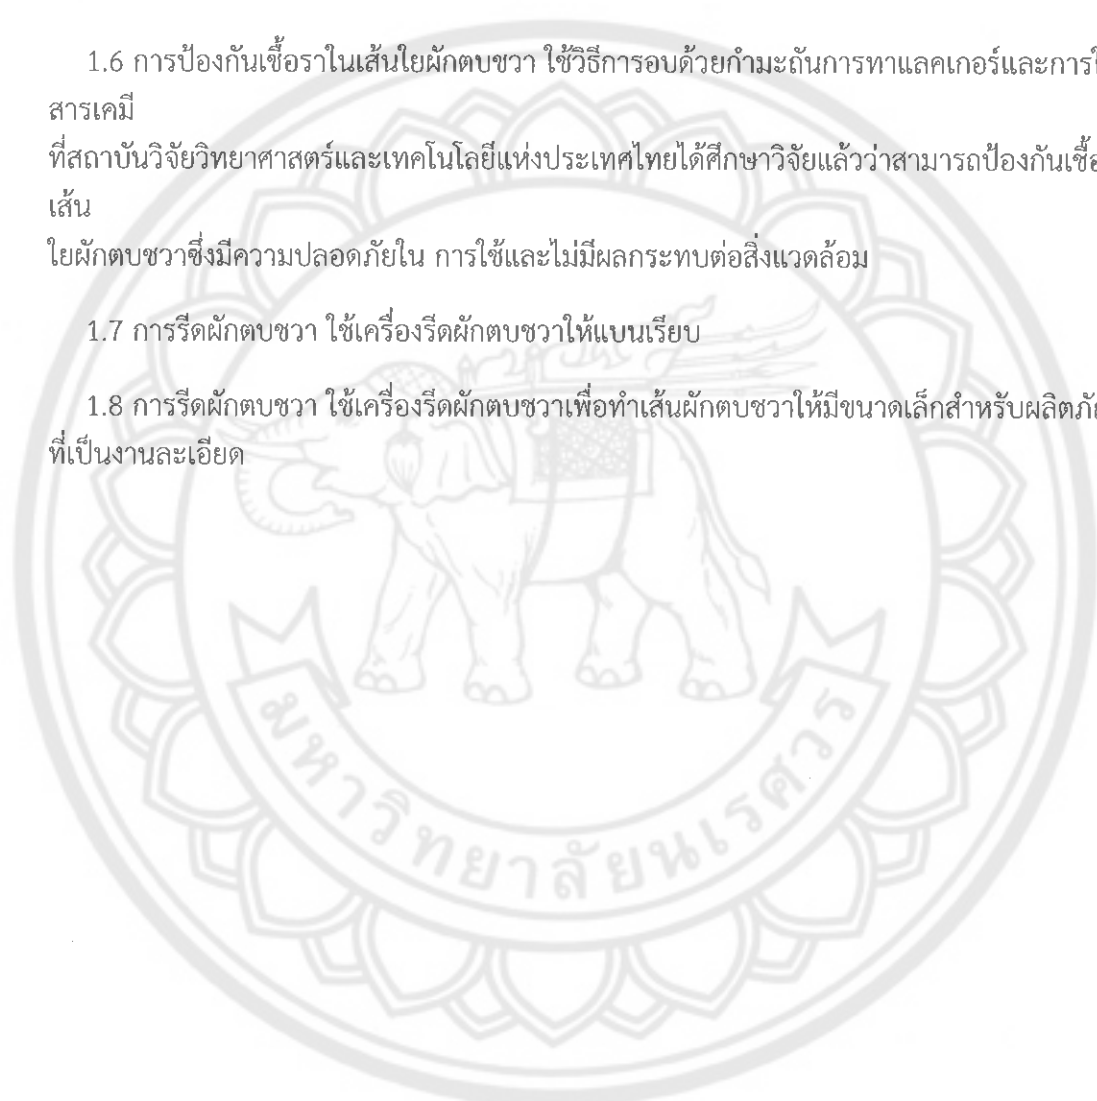 1.6 การป้องกันเชื้อราในเส้นใยผักตบชวา ใช้วิธีการอบด้วยกำมะถันการทาแลคเกอร์และการ
สารเคมี
ที่สถาบันวิจัยวิทยาศาสตร์และเทคโนโลยีแห่งประเทศไทยได้ศึกษาวิจัยแล้วว่าสามารถป้องกัน
เส้น
ใยผักตบชวาซึ่งมีความปลอดภัยใน การใช้และไม่มีผลกระทบต่อสิ่งแวดล้อม
1.7 การรีดผักตบชวา ใช้เครื่องรีดผักตบชวาให้แบนเรียบ
1.8 การรีดผักตบชวา ใช้เครื่องรีดผักตบชวาเพื่อทำเส้นผักตบชวาให้มีขนาดเล็กสำหรับ
ที่เป็นงานละเอียด
มหาวิทยาลัยนเรศวร